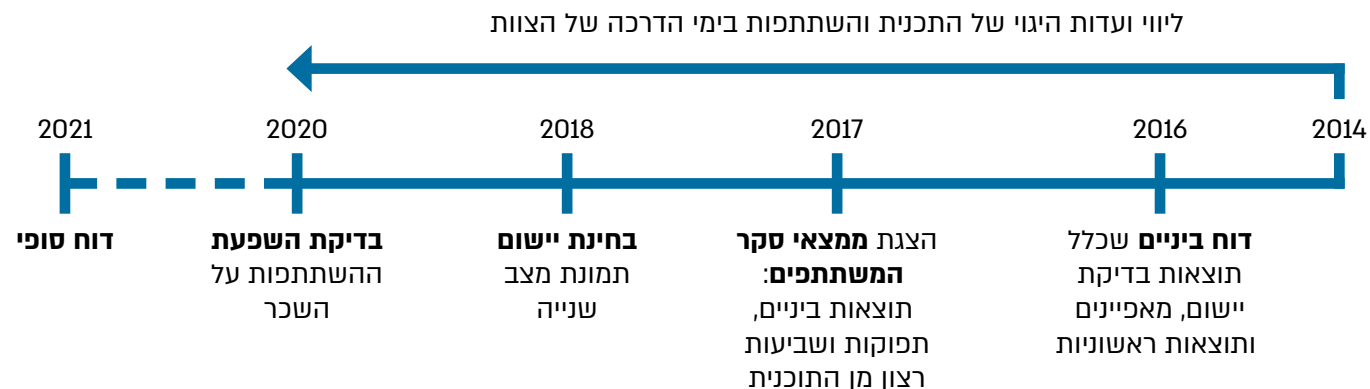 ליווי ועדות היגוי של התכנית והשתתפות בימי הדרכה של הצוות
2014
2016
2017
2018
2020
2021
דוח ביניים שכלל
תוצאות בדיקת
יישום, מאפיינים
ותוצאות ראשוניות
הצגת ממצאי סקר
המשתתפים:
תוצאות ביניים,
תפוקות ושביעות
רצון מן התוכנית
בחינת יישום
תמונת מצב
שנייה
בדיקת השפעת
ההשתתפות על
השכר
דוח סופי